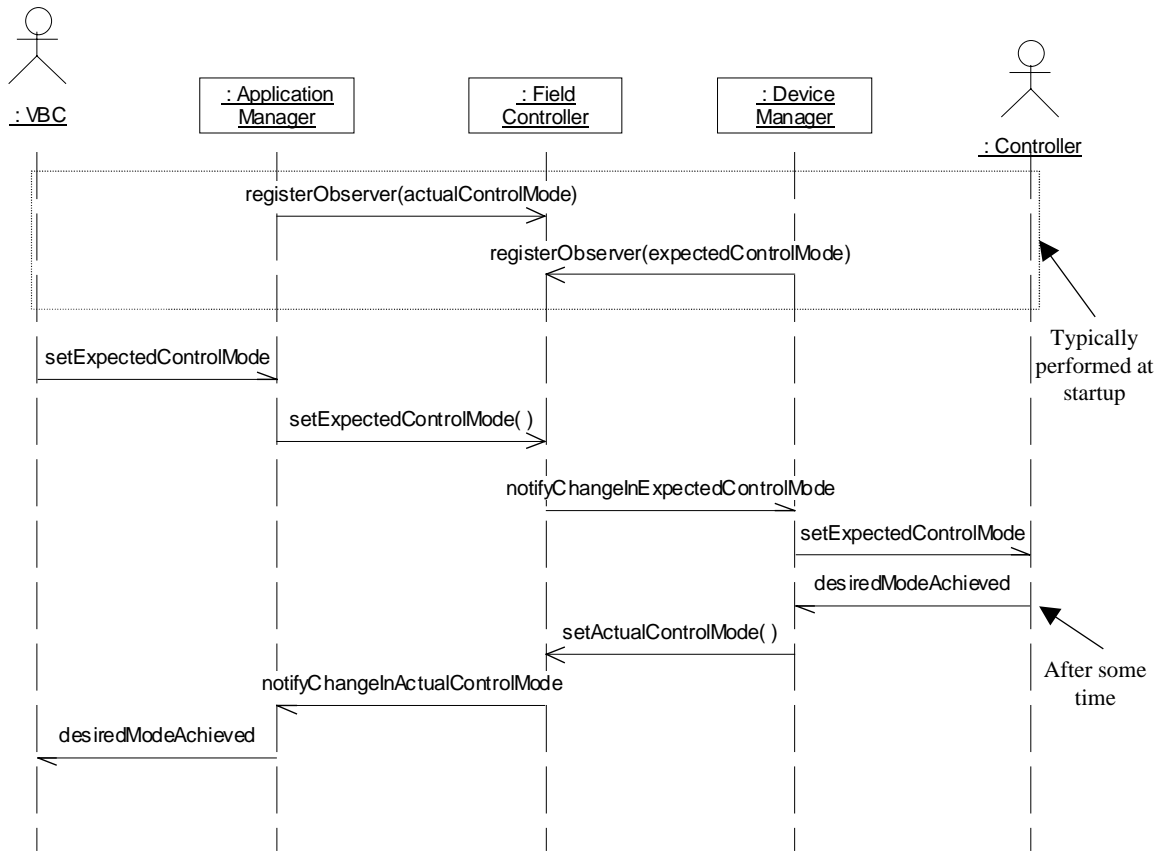 : VBC
: Application
Manager
: Field
Controller
: Device
Manager
: Controller
registerObserver(actualControlMode)
registerObserver(expectedControlMode)
Typically
performed at
startup
setExpectedControlMode
setExpectedControlMode( )
notifyChangeInExpectedControlMode
setExpectedControlMode
desiredModeAchieved
setActualControlMode( )
After some
time
notifyChangeInActualControlMode
desiredModeAchieved